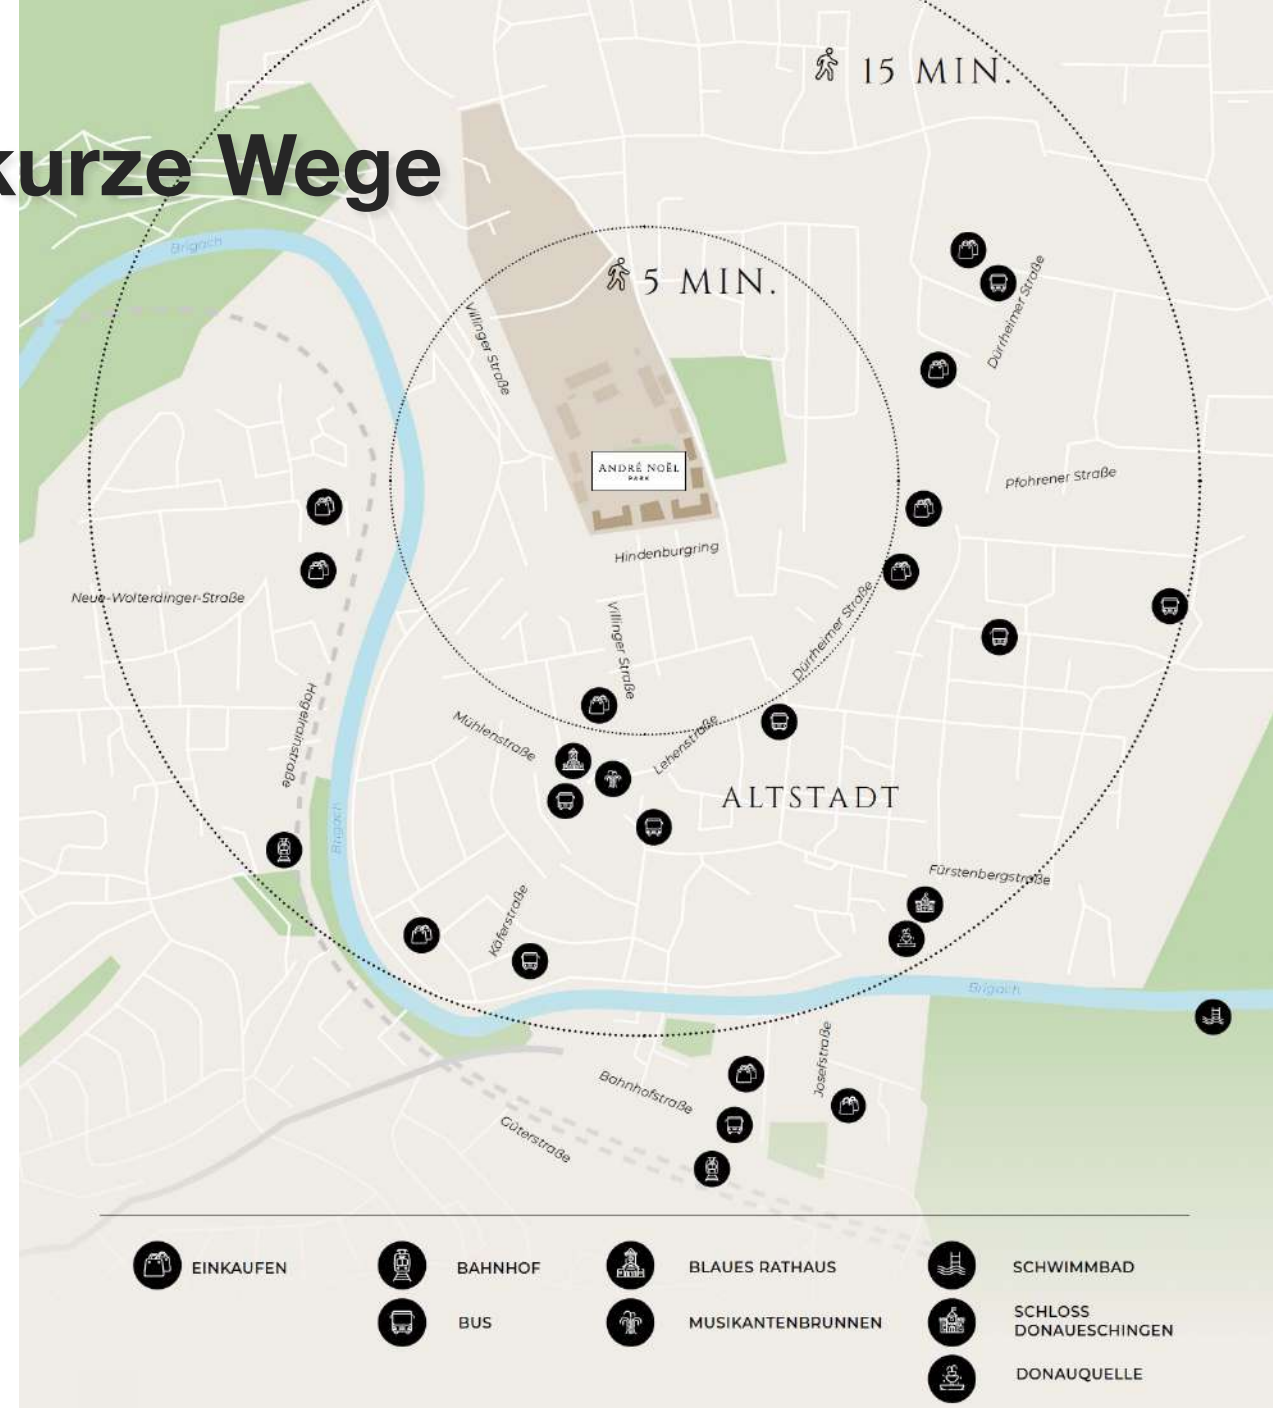 15 MIN.
kurze Wege
Brigach
5 MIN.
Villinger Straße
Dürrheimer Straße
ANDRÉ NOËL
PARK
Pfohrener Straße
Hindenburgring
Neue-Wolterdinger-Straße
Villinger Straße
Dürrheimer Straße
Hagelrainstraße
Mühlenstraße
Lehenstraße
ALTSTADT
Brigach
Fürstenbergstraße
Käferstraße
Brigach
Josefstraße
Bahnhofstraße
Güterstraße
EINKAUFEN
BAHNHOF
BLAUES RATHAUS
SCHWIMMBAD
BUS
MUSIKANTENBRUNNEN
SCHLOSS
DONAUESCHINGEN
DONAUQUELLE